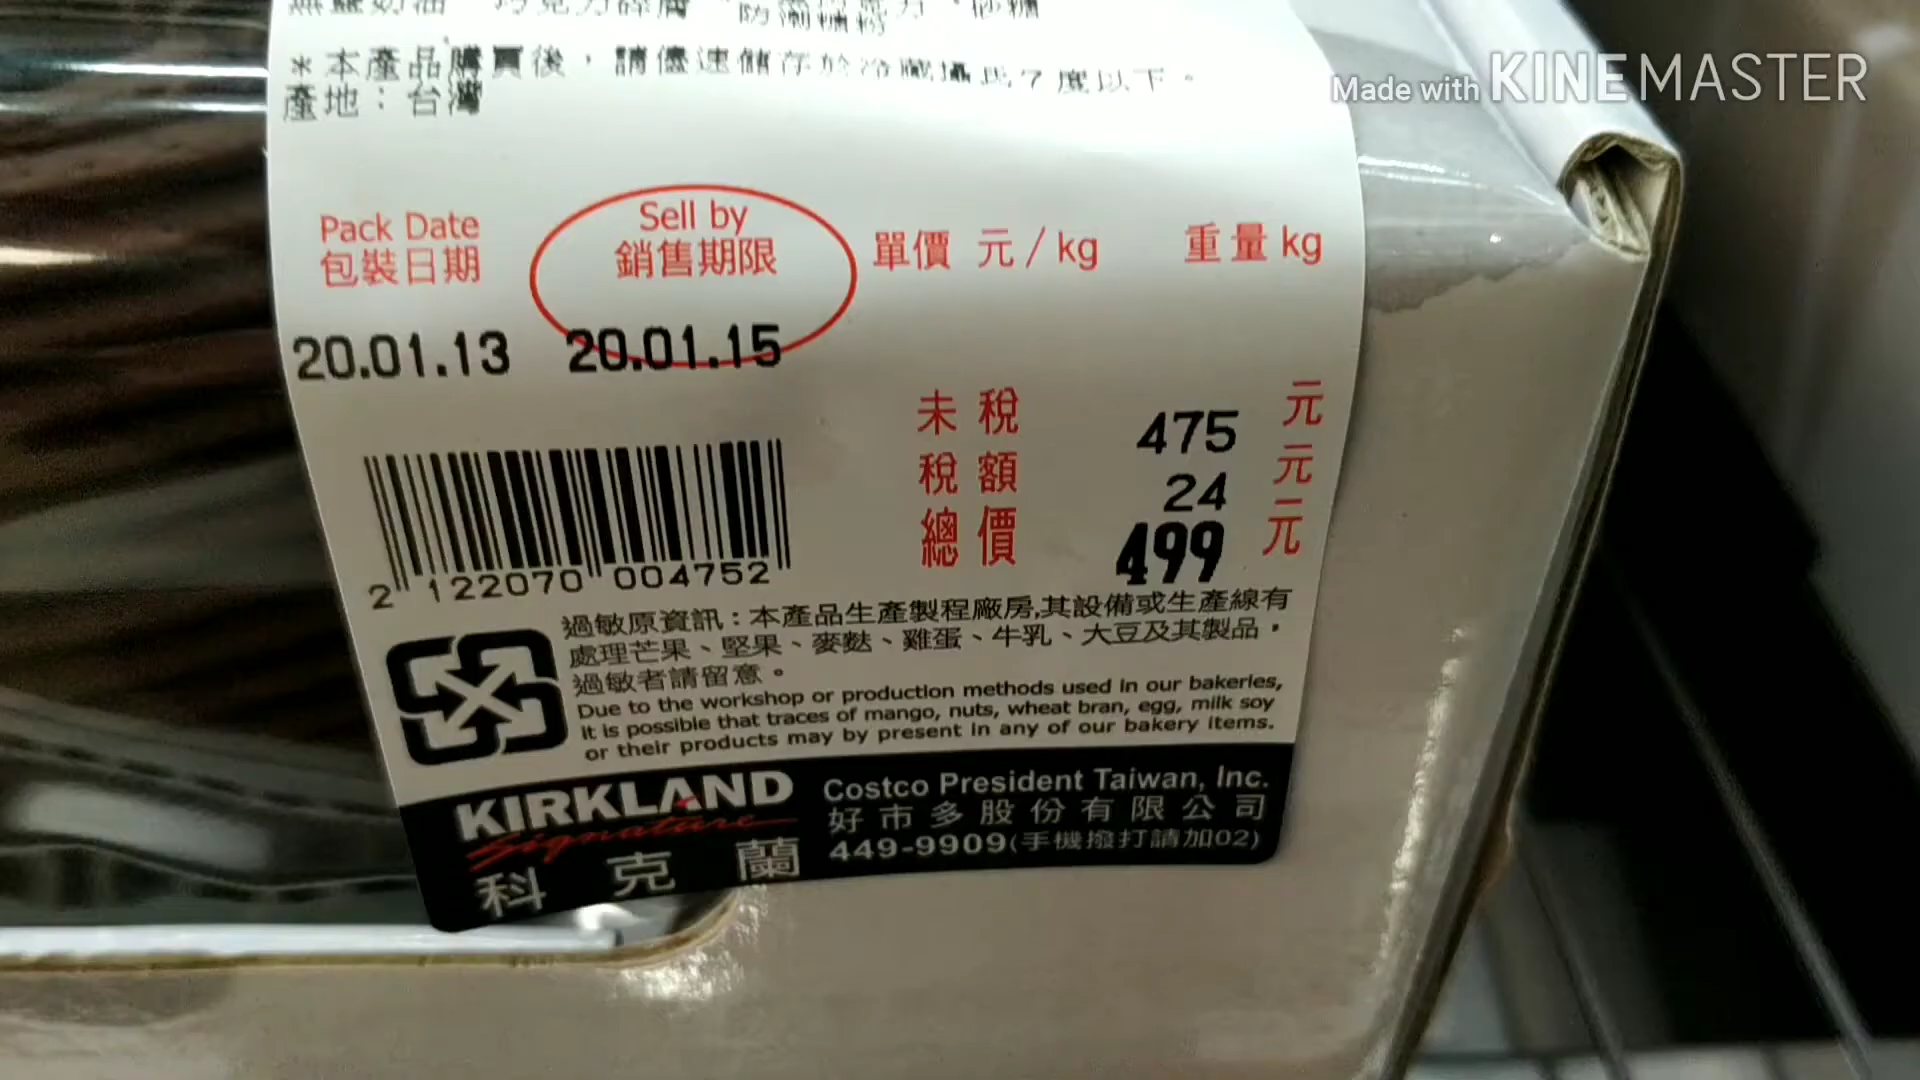 無鹽奶油
防潮糖粉
砂糖
*本產品購買後，請儘速儲存於冷藏攝氏7度以下。
產地：台灣
Made with KINEMASTER
Pack Date Sell by
包裝日期 銷售期限 單價 元/kg 重量kg
20.01.13 20.01.15
未稅 475 元
稅額 24 元
總價 499 元
2 122070 004752
過敏原資訊：本產品生產製程廠房,其設備或生產線有
處理芒果、堅果、麥麩、雞蛋、牛乳、大豆及其製品，
過敏者請留意。
Due to the workshop or production methods used in our bakeries,
it is possible that traces of mango, nuts, wheat bran, egg, milk soy
or their products may by present in any of our bakery items.
KIRKLAND
Signature
科克蘭
Costco President Taiwan, Inc.
好市多股份有限公司
449-9909(手機撥打請加02)